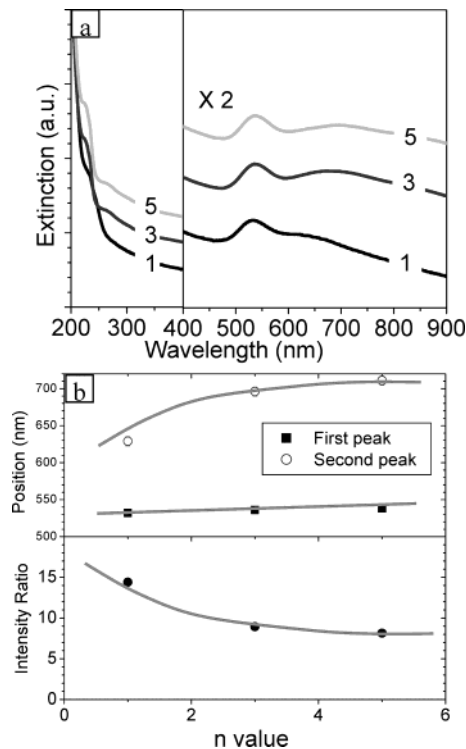 a
Extinction (a.u.)
X 2
5
3
1
5
3
1
200 300 400 500 600 700 800 900
Wavelength (nm)
b
Position (nm)
700
650
600
550
500
First peak
Second peak
Intensity Ratio
15
10
5
0
0 2 4 6
n value